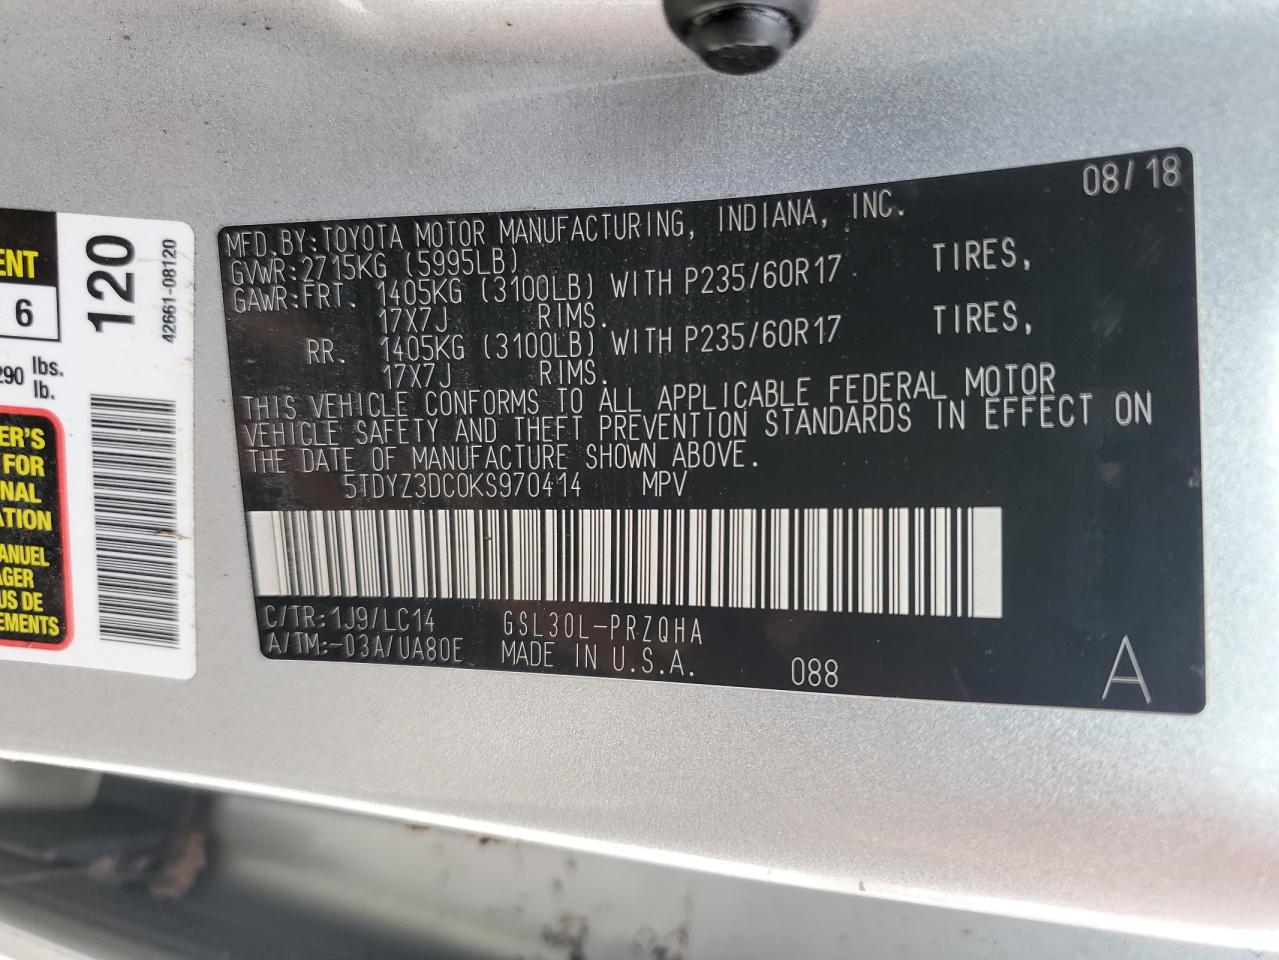 ENT
6
290 lbs.
lb.
ER'S
FOR
NAL
ATION
ANUEL
AGER
US DE
EMENTS
120
42661-08120
08/18
MFD.BY:TOYOTA MOTOR MANUFACTURING, INDIANA, INC.
GVWR:2715KG (5995LB)
GAWR:FRT. 1405KG (3100LB) WITH P235/60R17 TIRES,
17X7J RIMS.
RR. 1405KG (3100LB) WITH P235/60R17 TIRES,
17X7J RIMS.
THIS VEHICLE CONFORMS TO ALL APPLICABLE FEDERAL MOTOR
VEHICLE SAFETY AND THEFT PREVENTION STANDARDS IN EFFECT ON
THE DATE OF MANUFACTURE SHOWN ABOVE.
5TDYZ3DC0KS970414 MPV
C/TR:1J9/LC14 GSL30L-PRZQHA
A/TM:-03A/UA80E MADE IN U.S.A. 088
A